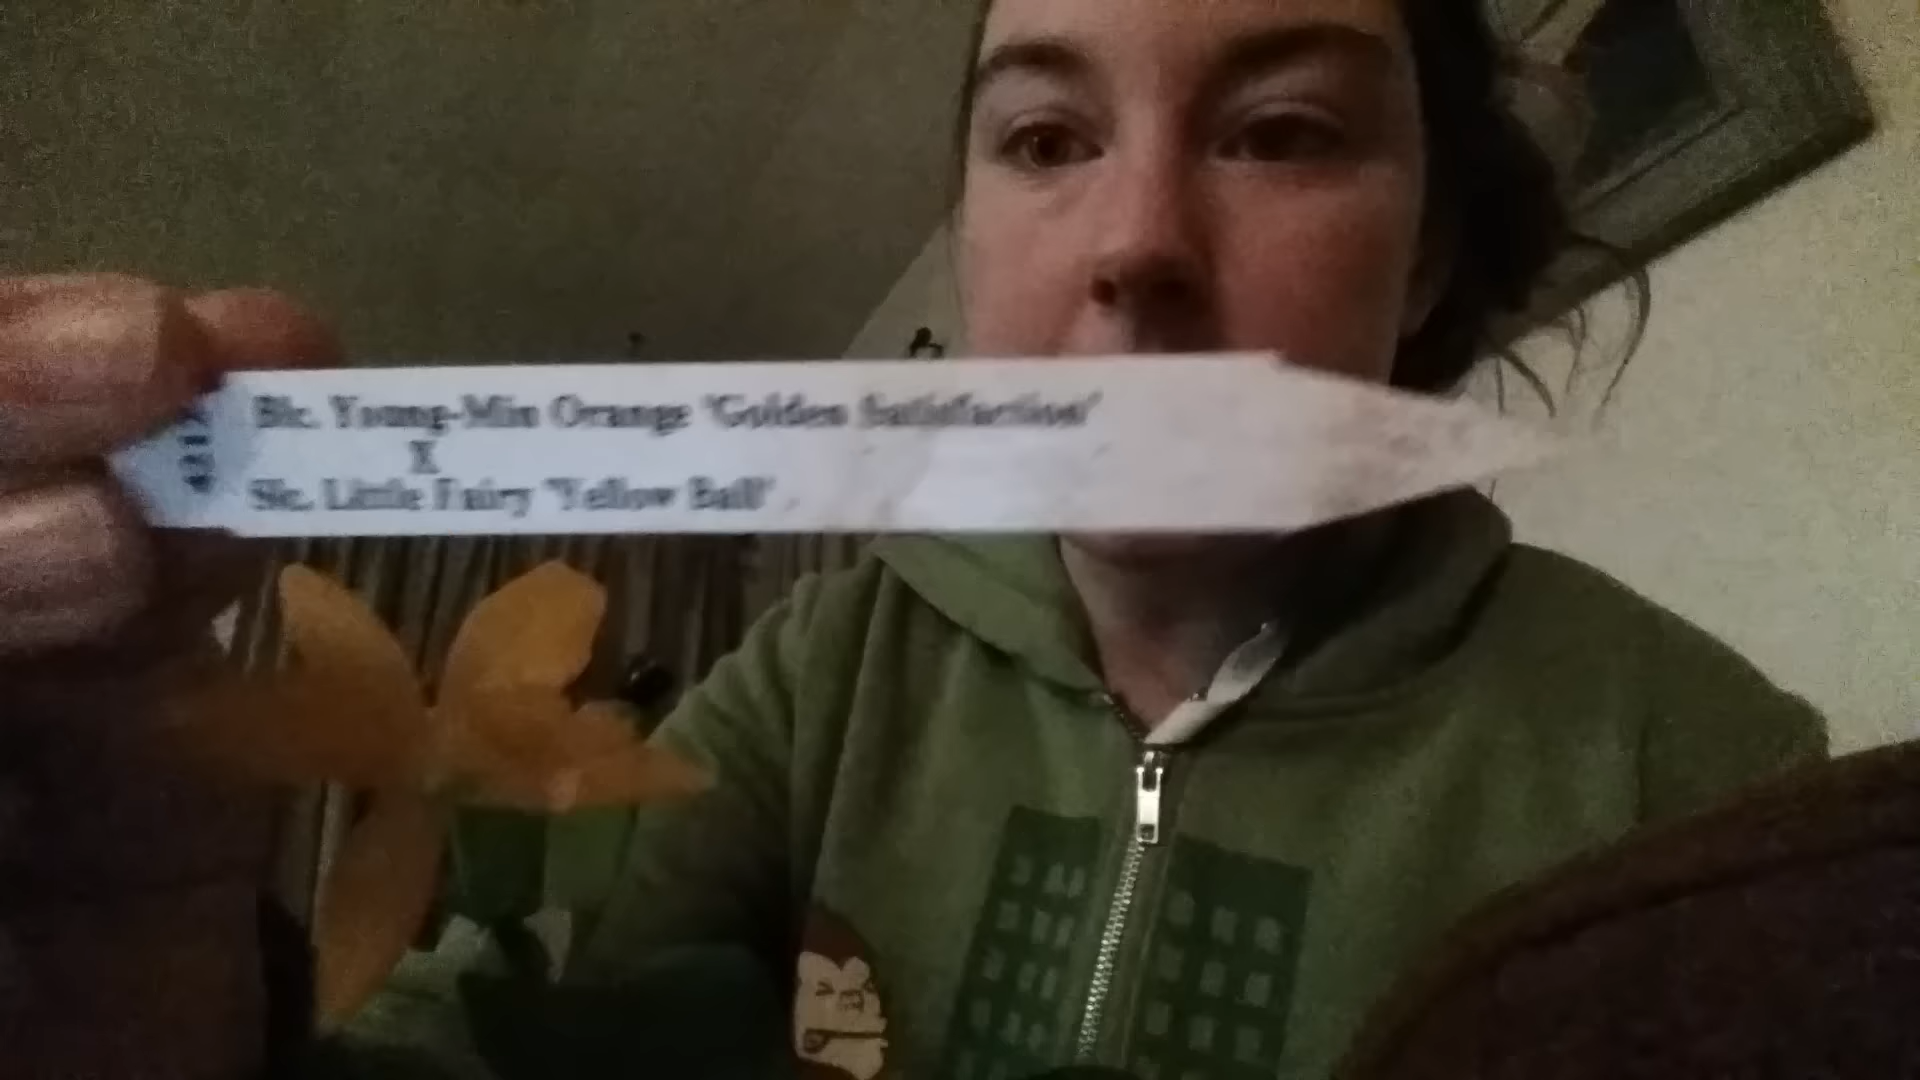 Blc. Young-Min Orange 'Golden Satisfaction'
X
Slc. Little Fairy 'Yellow Ball'